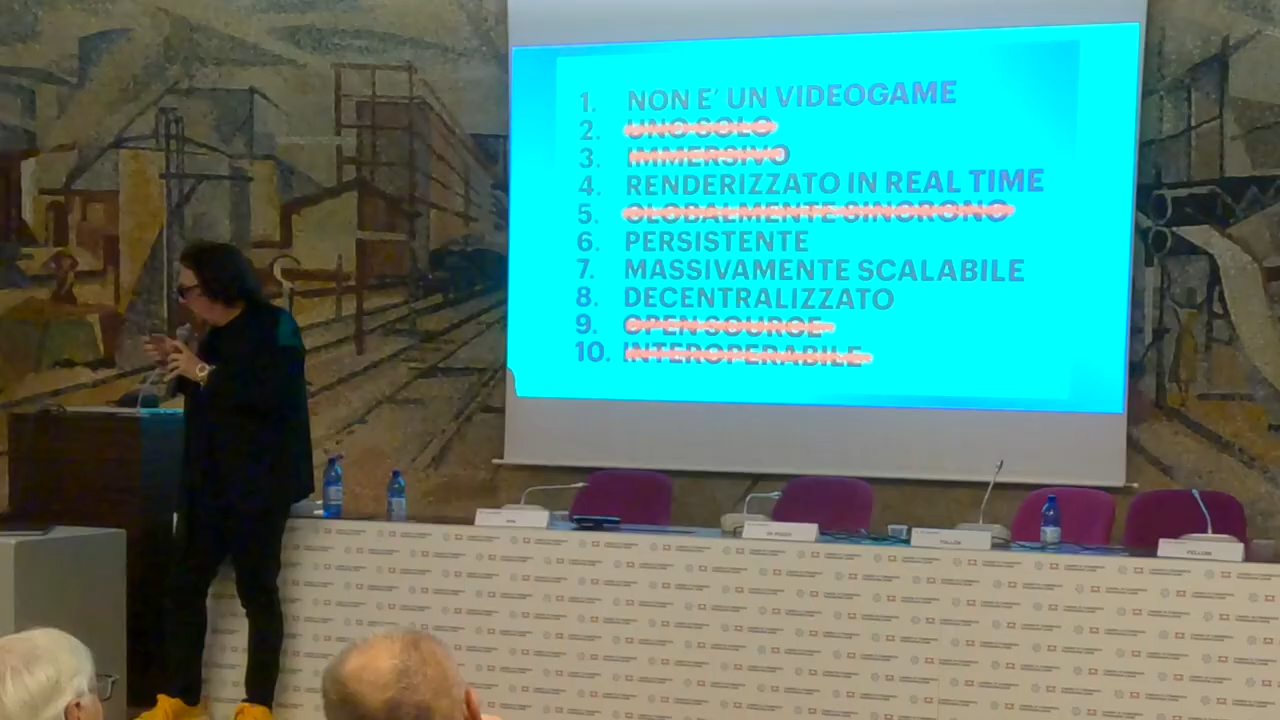 1. NON E' UN VIDEOGAME
2. UNO SOLO
3. IMMERSIVO
4. RENDERIZZATO IN REAL TIME
5. GLOBALMENTE SINCRONO
6. PERSISTENTE
7. MASSIVAMENTE SCALABILE
8. DECENTRALIZZATO
9. OPEN SOURCE
10. INTEROPERABILE